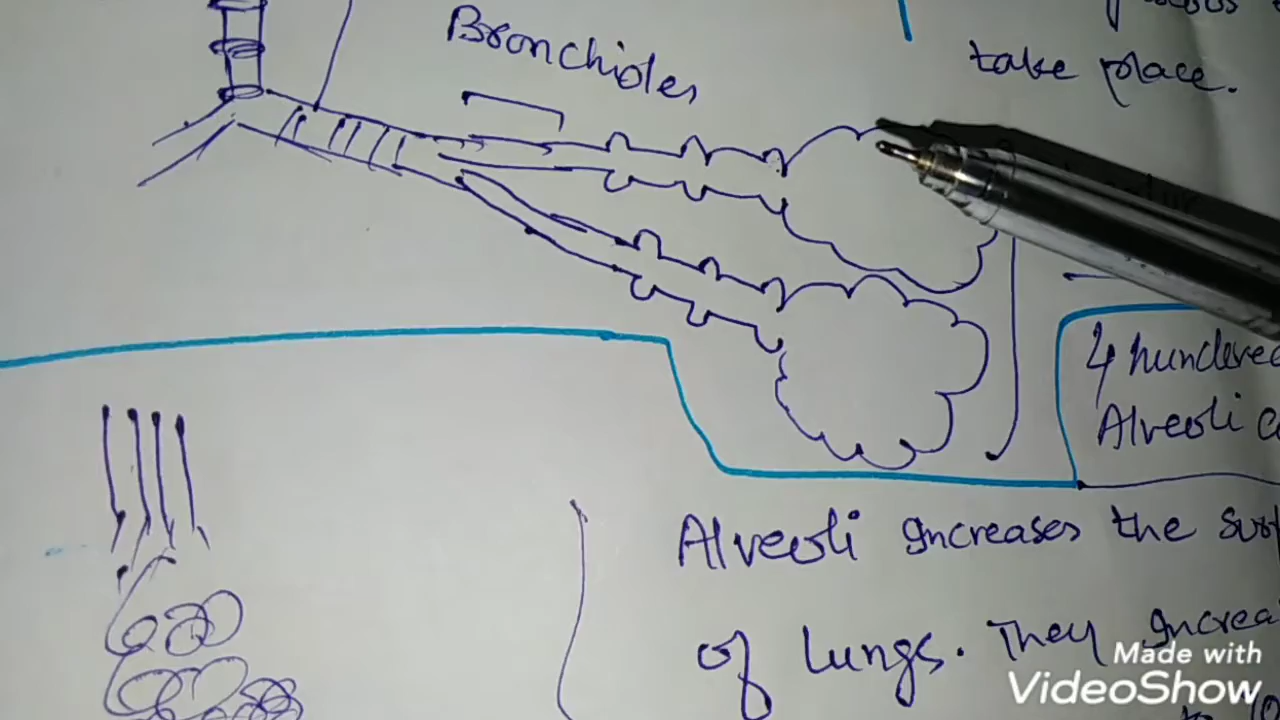 Bronchioles
take place.
4 hundered
Alveoli
Alveoli increases the
of lungs. They
Made with
VideoShow